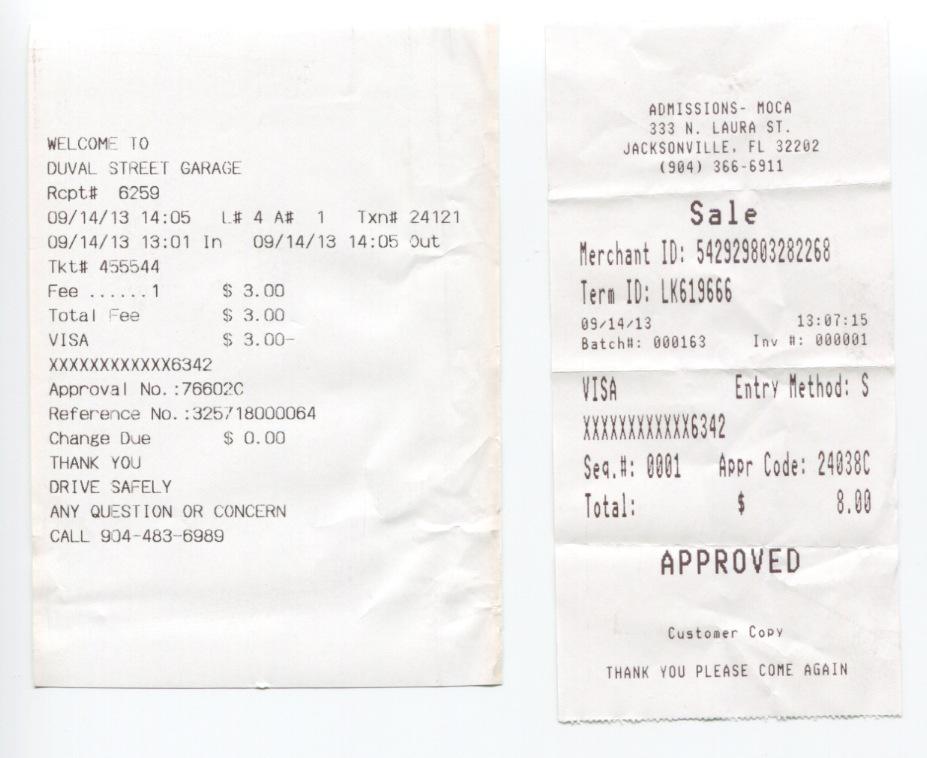 WELCOME TO
DUVAL STREET GARAGE
Rcpt# 6259
09/14/13 14:05 L# 4 A# 1 Txn# 24121
09/14/13 13:01 In 09/14/13 14:05 Out
Tkt# 455544
Fee ......1 $ 3.00
Total Fee $ 3.00
VISA $ 3.00-
XXXXXXXXXXXX6342
Approval No.:76602C
Reference No.:325718000064
Change Due $ 0.00
THANK YOU
DRIVE SAFELY
ANY QUESTION OR CONCERN
CALL 904-483-6989
ADMISSIONS- MOCA
333 N. LAURA ST.
JACKSONVILLE, FL 32202
(904) 366-6911
Sale
Merchant ID: 542929803282268
Term ID: LK619666
09/14/13 13:07:15
Batch#: 000163 Inv #: 000001
VISA Entry Method: S
XXXXXXXXXXXX6342
Seq.#: 0001 Appr Code: 24038C
Total: $ 8.00
APPROVED
Customer Copy
THANK YOU PLEASE COME AGAIN